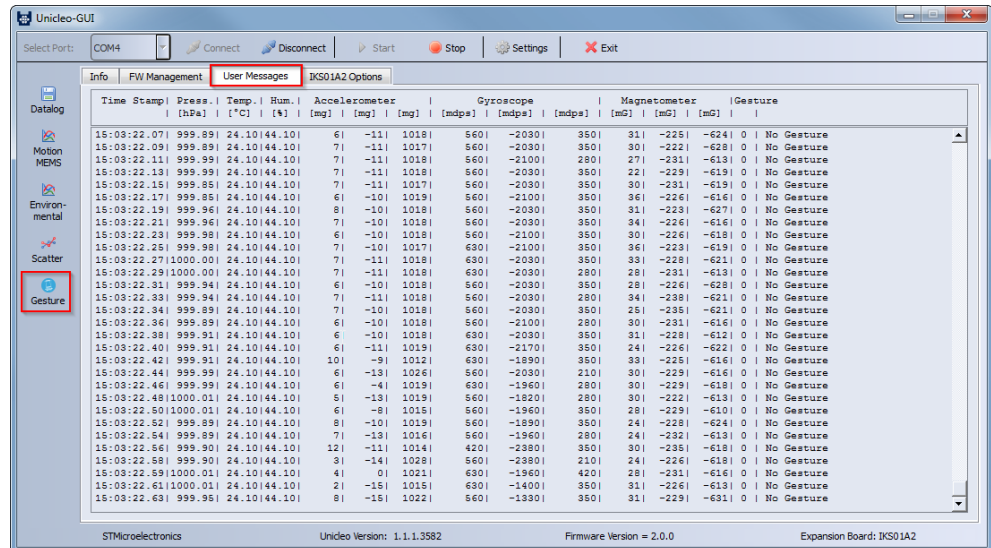 Unicleo-GUI
Select Port: COM4 Connect Disconnect Start Stop Settings Exit
Info FW Management User Messages IKS01A2 Options
Datalog
Motion MEMS
Environ-mental
Scatter
Gesture
Time Stamp| Press.| Temp.| Hum.| Accelerometer | Gyroscope | Magnetometer |Gesture
| [hPa] | [°C] | [%] | [mg] | [mg] | [mg] | [mdps] | [mdps] | [mdps] | [mG] | [mG] | [mG] | |
15:03:22.07| 999.89| 24.10|44.10| 6| -11| 1018| 560| -2030| 350| 31| -225| -624| 0 | No Gesture
15:03:22.09| 999.89| 24.10|44.10| 7| -11| 1017| 560| -2030| 350| 30| -222| -628| 0 | No Gesture
15:03:22.11| 999.99| 24.10|44.10| 7| -11| 1018| 560| -2100| 280| 27| -231| -613| 0 | No Gesture
15:03:22.13| 999.99| 24.10|44.10| 7| -11| 1018| 560| -2030| 350| 22| -229| -619| 0 | No Gesture
15:03:22.15| 999.85| 24.10|44.10| 7| -11| 1017| 560| -2030| 350| 30| -231| -619| 0 | No Gesture
15:03:22.17| 999.85| 24.10|44.10| 6| -10| 1019| 560| -2100| 350| 36| -226| -616| 0 | No Gesture
15:03:22.19| 999.96| 24.10|44.10| 8| -10| 1018| 560| -2030| 350| 31| -223| -627| 0 | No Gesture
15:03:22.21| 999.96| 24.10|44.10| 7| -10| 1018| 560| -2030| 350| 34| -226| -616| 0 | No Gesture
15:03:22.23| 999.98| 24.10|44.10| 6| -10| 1018| 560| -2100| 350| 30| -226| -618| 0 | No Gesture
15:03:22.25| 999.98| 24.10|44.10| 7| -10| 1017| 630| -2100| 350| 36| -223| -619| 0 | No Gesture
15:03:22.27|1000.00| 24.10|44.10| 7| -11| 1018| 630| -2030| 350| 33| -228| -621| 0 | No Gesture
15:03:22.29|1000.00| 24.10|44.10| 7| -11| 1018| 630| -2030| 280| 28| -231| -613| 0 | No Gesture
15:03:22.31| 999.94| 24.10|44.10| 6| -10| 1018| 560| -2030| 350| 28| -226| -628| 0 | No Gesture
15:03:22.33| 999.94| 24.10|44.10| 7| -11| 1018| 560| -2030| 280| 34| -238| -621| 0 | No Gesture
15:03:22.34| 999.89| 24.10|44.10| 7| -10| 1018| 560| -2030| 350| 25| -235| -621| 0 | No Gesture
15:03:22.36| 999.89| 24.10|44.10| 6| -10| 1018| 560| -2100| 280| 30| -231| -616| 0 | No Gesture
15:03:22.38| 999.91| 24.10|44.10| 6| -10| 1018| 630| -2030| 350| 31| -228| -612| 0 | No Gesture
15:03:22.40| 999.91| 24.10|44.10| 6| -11| 1019| 630| -2170| 350| 24| -226| -622| 0 | No Gesture
15:03:22.42| 999.91| 24.10|44.10| 10| -9| 1012| 630| -1890| 350| 33| -225| -616| 0 | No Gesture
15:03:22.44| 999.99| 24.10|44.10| 6| -13| 1026| 560| -2030| 210| 30| -229| -616| 0 | No Gesture
15:03:22.46| 999.99| 24.10|44.10| 6| -4| 1019| 630| -1960| 280| 30| -229| -618| 0 | No Gesture
15:03:22.48|1000.01| 24.10|44.10| 5| -13| 1019| 560| -1820| 280| 30| -222| -613| 0 | No Gesture
15:03:22.50|1000.01| 24.10|44.10| 6| -8| 1015| 560| -1960| 350| 28| -229| -610| 0 | No Gesture
15:03:22.52| 999.89| 24.10|44.10| 8| -10| 1019| 560| -1890| 350| 24| -228| -624| 0 | No Gesture
15:03:22.54| 999.89| 24.10|44.10| 7| -13| 1016| 560| -1960| 280| 24| -232| -613| 0 | No Gesture
15:03:22.56| 999.90| 24.10|44.10| 12| -11| 1014| 420| -2380| 350| 30| -235| -618| 0 | No Gesture
15:03:22.58| 999.90| 24.10|44.10| 3| -14| 1028| 560| -2380| 210| 24| -226| -618| 0 | No Gesture
15:03:22.59|1000.01| 24.10|44.10| 4| 0| 1021| 630| -1960| 420| 28| -231| -616| 0 | No Gesture
15:03:22.61|1000.01| 24.10|44.10| 2| -15| 1015| 630| -1400| 350| 31| -226| -613| 0 | No Gesture
15:03:22.63| 999.95| 24.10|44.10| 8| -15| 1022| 560| -1330| 350| 31| -229| -631| 0 | No Gesture
STMicroelectronics Unicleo Version: 1.1.1.3582 Firmware Version = 2.0.0 Expansion Board: IKS01A2